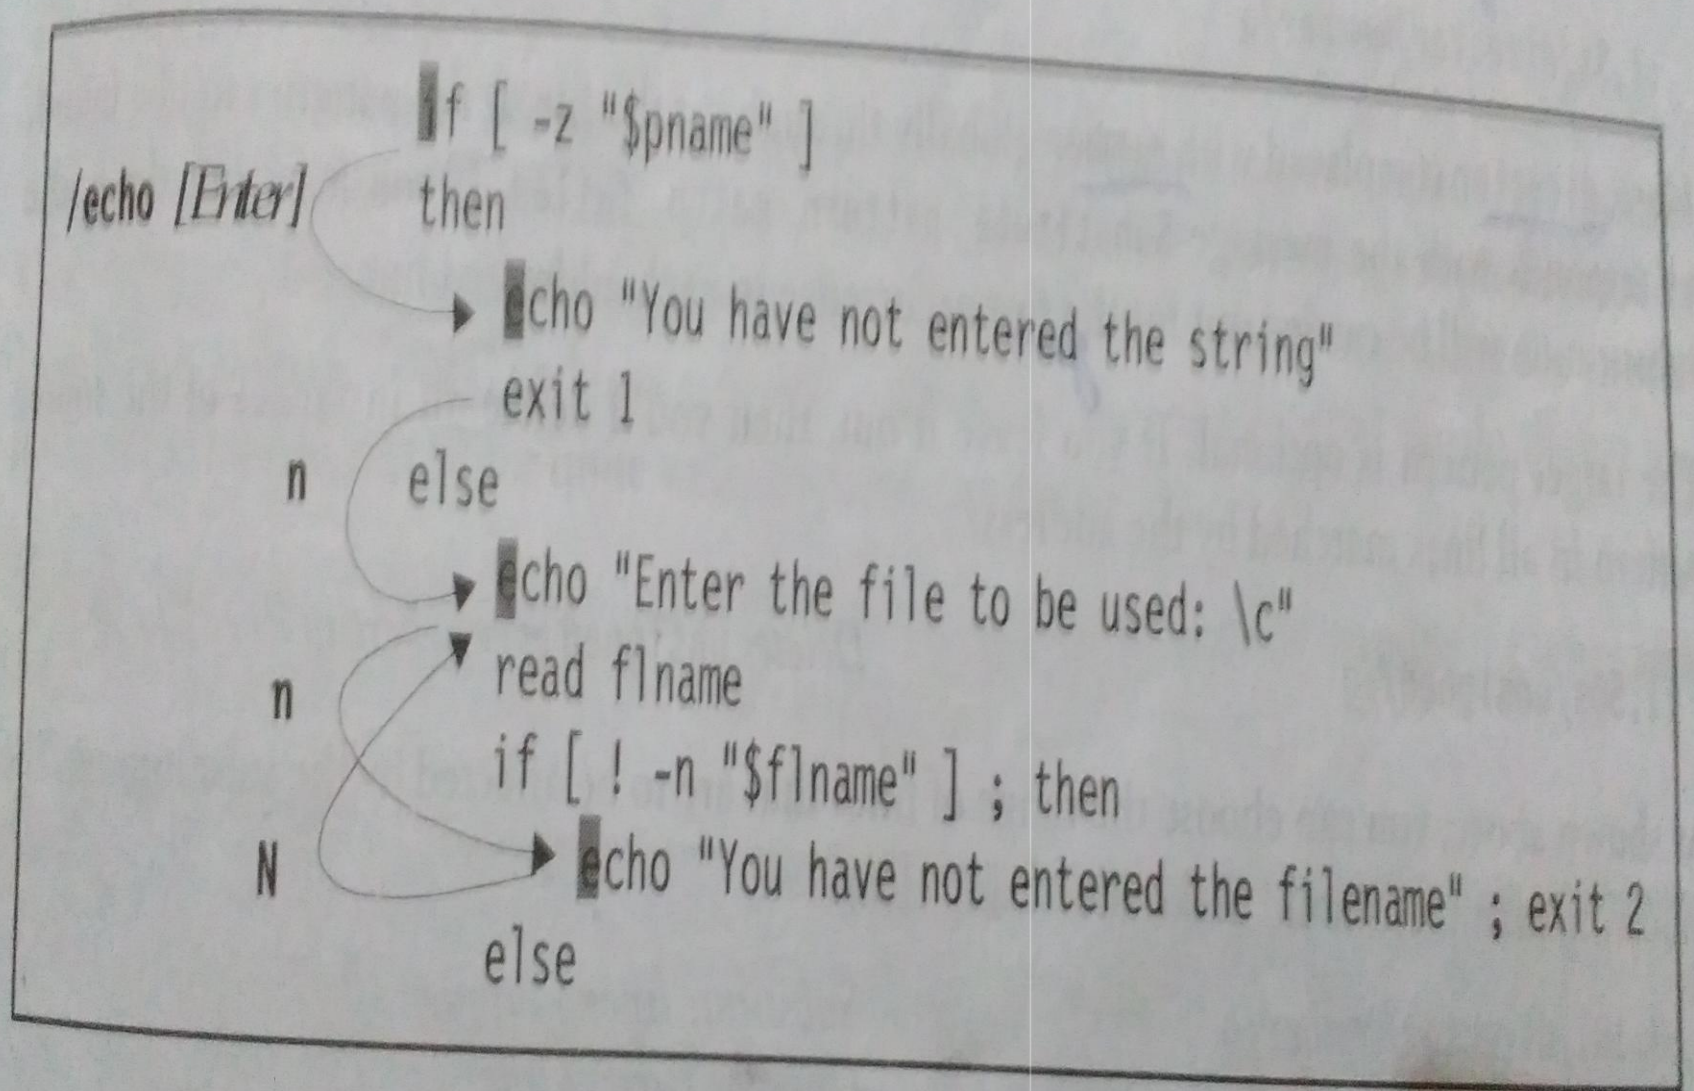 if [ -z "$pname" ]
/echo [Enter] then
echo "You have not entered the string"
exit 1
n else
echo "Enter the file to be used: \c"
n read flname
if [ ! -n "$flname" ] ; then
N echo "You have not entered the filename" ; exit 2
else